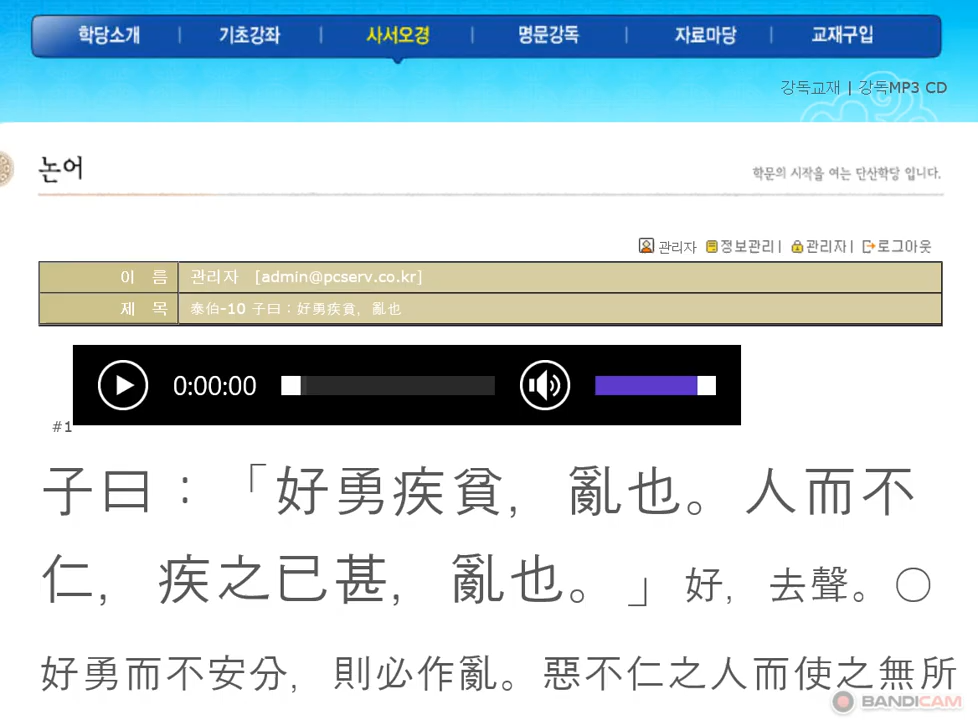 학당소개 | 기초강좌 | 사서오경 | 명문강독 | 자료마당 | 교재구입
강독교재 | 강독MP3 CD
논어
학문의 시작을 여는 단산학당 입니다.
관리자 정보관리 | 관리자 | 로그아웃
이 름 관리자 [admin@pcserv.co.kr]
제 목 泰伯-10 子曰：好勇疾貧，亂也
0:00:00
#1
子曰：「好勇疾貧，亂也。人而不
仁，疾之已甚，亂也。」好，去聲。○
好勇而不安分，則必作亂。惡不仁之人而使之無所
BANDICAM